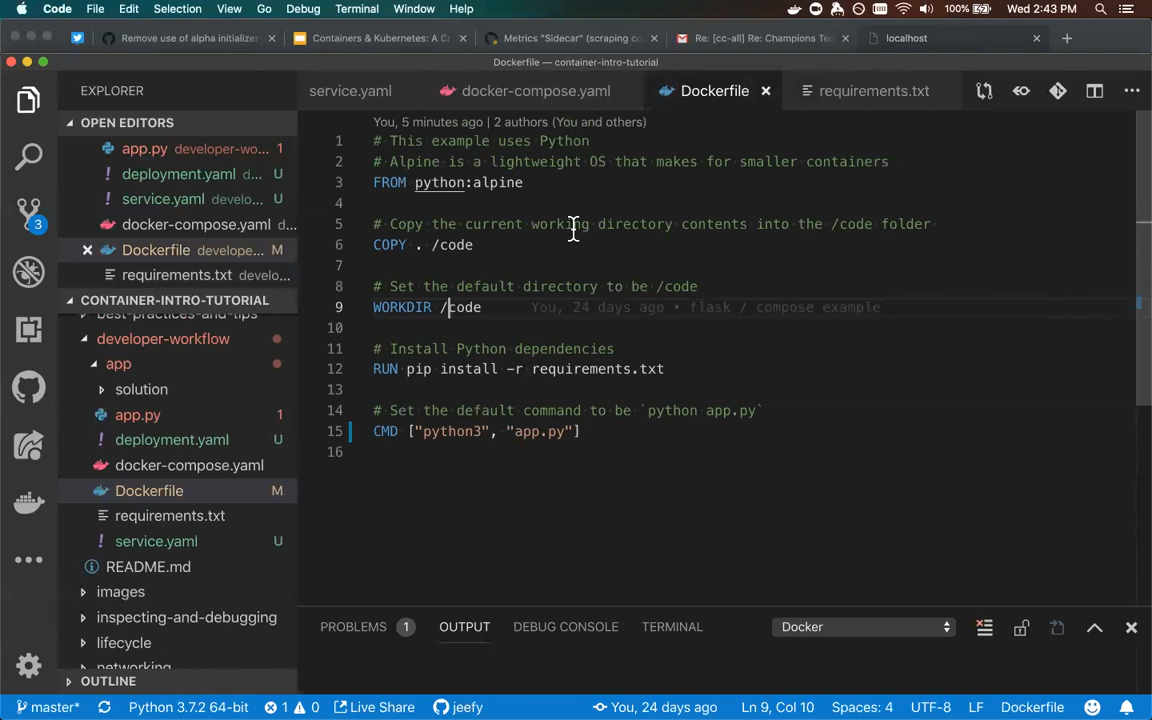 Code File Edit Selection View Go Debug Terminal Window Help 100% Wed 2:43 PM
Remove use of alpha initializer Containers & Kubernetes: A C Metrics "Sidecar" (scraping co Re: [cc-all] Re: Champions Te localhost
Dockerfile — container-intro-tutorial
EXPLORER service.yaml docker-compose.yaml Dockerfile requirements.txt
OPEN EDITORS
app.py developer-wo... 1
deployment.yaml d...
service.yaml devel...
docker-compose.yaml
Dockerfile develope... M
requirements.txt develo...
CONTAINER-INTRO-TUTORIAL
best-practices-and-tips
developer-workflow
app
solution
app.py 1
deployment.yaml U
docker-compose.yaml
Dockerfile M
requirements.txt
service.yaml U
README.md
images
inspecting-and-debugging
lifecycle
networking
OUTLINE
3
You, 5 minutes ago | 2 authors (You and others)
1 # This example uses Python
2 # Alpine is a lightweight OS that makes for smaller containers
3 FROM python:alpine
4
5 # Copy the current working directory contents into the /code folder
6 COPY . /code
7
8 # Set the default directory to be /code
9 WORKDIR /code You, 24 days ago • flask / compose example
10
11 # Install Python dependencies
12 RUN pip install -r requirements.txt
13
14 # Set the default command to be `python app.py`
15 CMD ["python3", "app.py"]
16
PROBLEMS 1 OUTPUT DEBUG CONSOLE TERMINAL Docker
master* Python 3.7.2 64-bit 1 0 Live Share jeefy You, 24 days ago Ln 9, Col 10 Spaces: 4 UTF-8 LF Dockerfile